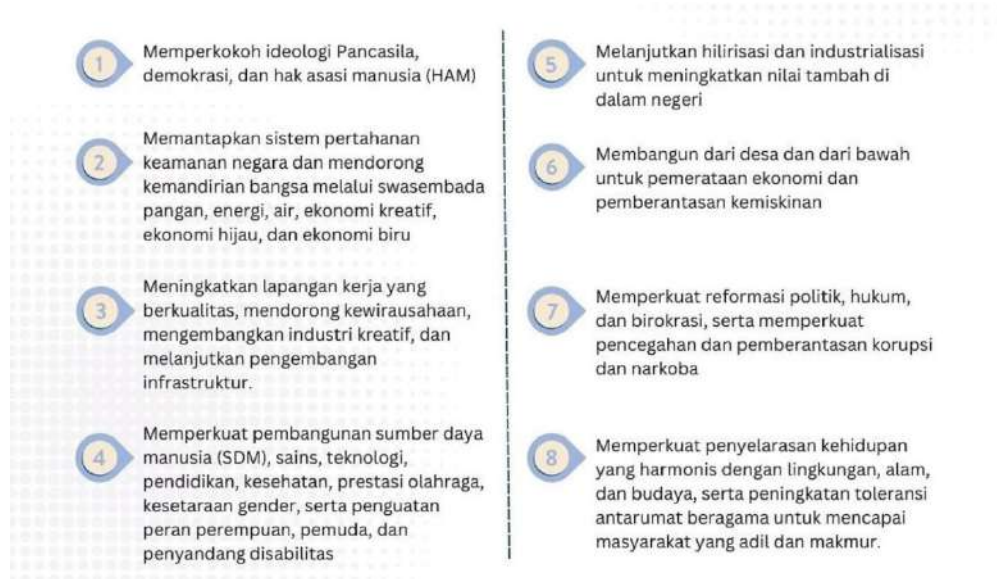 1
Memperkokoh ideologi Pancasila,
demokrasi, dan hak asasi manusia (HAM)
2
Memantapkan sistem pertahanan
keamanan negara dan mendorong
kemandirian bangsa melalui swasembada
pangan, energi, air, ekonomi kreatif,
ekonomi hijau, dan ekonomi biru
3
Meningkatkan lapangan kerja yang
berkualitas, mendorong kewirausahaan,
mengembangkan industri kreatif, dan
melanjutkan pengembangan
infrastruktur.
4
Memperkuat pembangunan sumber daya
manusia (SDM), sains, teknologi,
pendidikan, kesehatan, prestasi olahraga,
kesetaraan gender, serta penguatan
peran perempuan, pemuda, dan
penyandang disabilitas
5
Melanjutkan hilirisasi dan industrialisasi
untuk meningkatkan nilai tambah di
dalam negeri
6
Membangun dari desa dan dari bawah
untuk pemerataan ekonomi dan
pemberantasan kemiskinan
7
Memperkuat reformasi politik, hukum,
dan birokrasi, serta memperkuat
pencegahan dan pemberantasan korupsi
dan narkoba
8
Memperkuat penyelarasan kehidupan
yang harmonis dengan lingkungan, alam,
dan budaya, serta peningkatan toleransi
antarumat beragama untuk mencapai
masyarakat yang adil dan makmur.